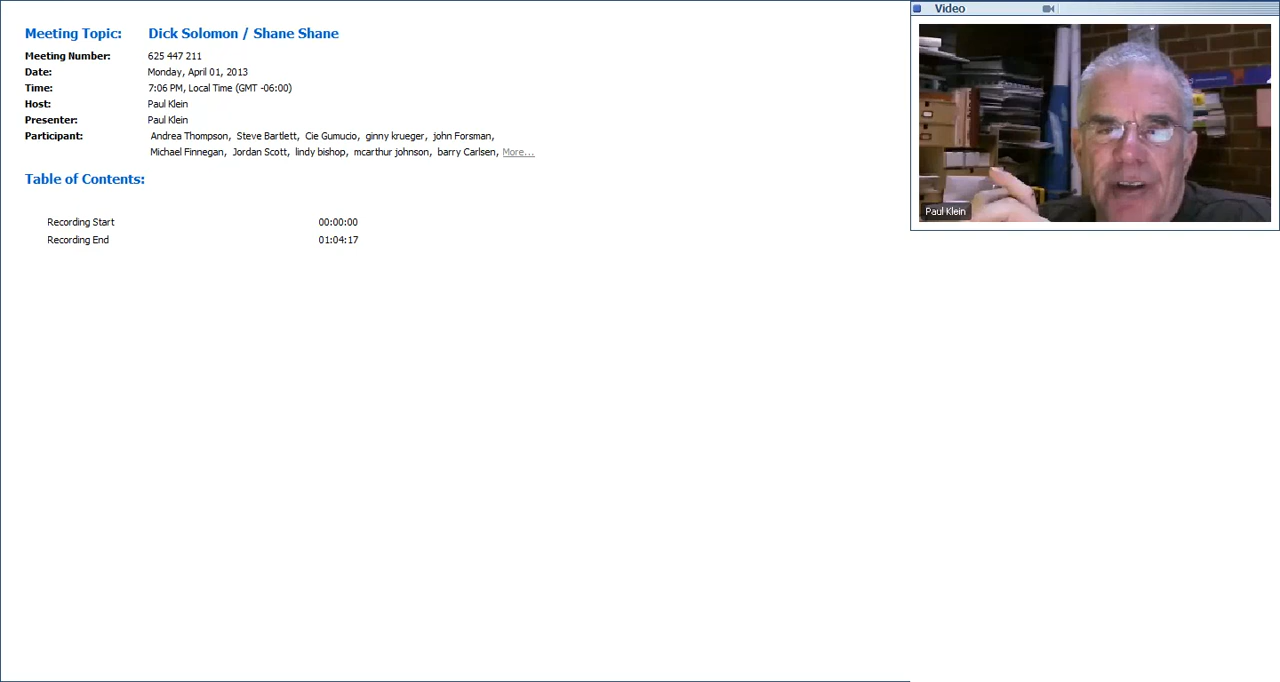 Meeting Topic: Dick Solomon / Shane Shane
Meeting Number: 625 447 211
Date: Monday, April 01, 2013
Time: 7:06 PM, Local Time (GMT -06:00)
Host: Paul Klein
Presenter: Paul Klein
Participant: Andrea Thompson, Steve Bartlett, Cie Gumucio, ginny krueger, john Forsman,
Michael Finnegan, Jordan Scott, lindy bishop, mcarthur johnson, barry Carlsen, More...
Table of Contents:
Recording Start 00:00:00
Recording End 01:04:17
Video
Paul Klein